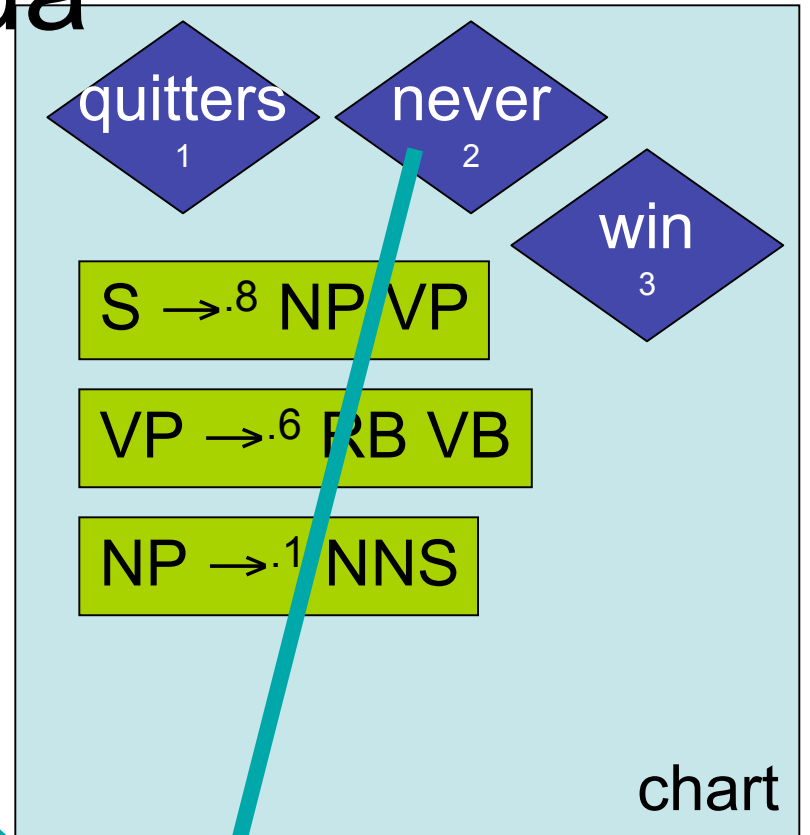 quitters
1
never
2
win
3
S →.8 NP VP
VP →.6 RB VB
NP →.1 NNS
chart